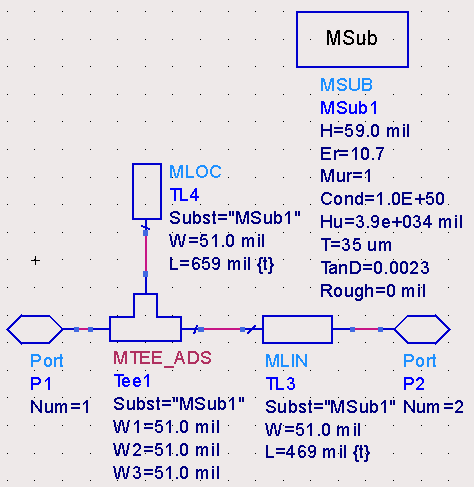 MSub
MSUB
MSub1
H=59.0 mil
Er=10.7
Mur=1
Cond=1.0E+50
Hu=3.9e+034 mil
T=35 um
TanD=0.0023
Rough=0 mil
MLOC
TL4
Subst="MSub1"
W=51.0 mil
L=659 mil {t}
Port
P1
Num=1
MTEE_ADS
Tee1
Subst="MSub1"
W1=51.0 mil
W2=51.0 mil
W3=51.0 mil
MLIN
TL3
Subst="MSub1"
W=51.0 mil
L=469 mil {t}
Port
P2
Num=2